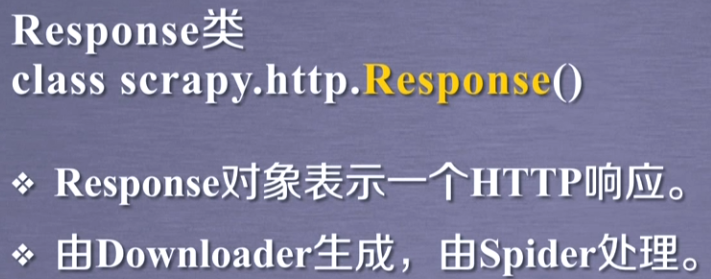 Response类
class scrapy.http.Response()
❖ Response对象表示一个HTTP响应。
❖ 由Downloader生成，由Spider处理。